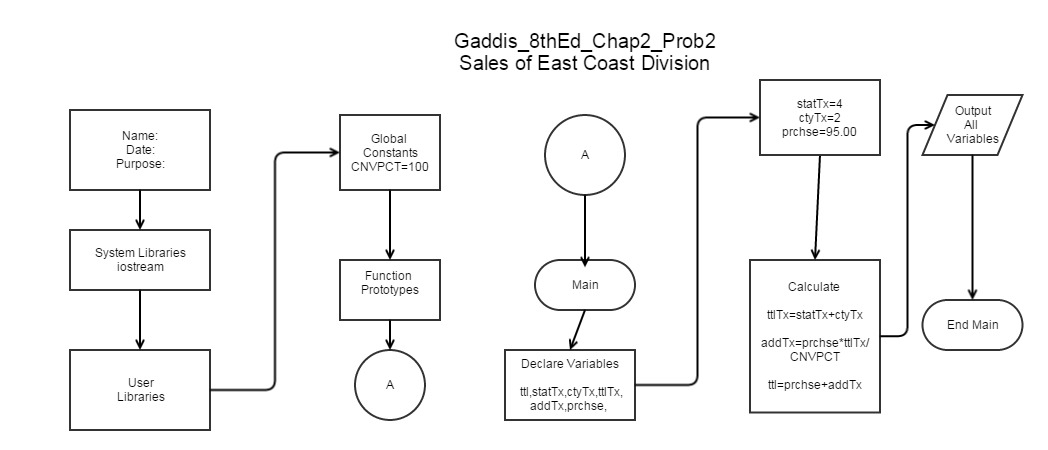 Gaddis_8thEd_Chap2_Prob2
Sales of East Coast Division
Name:
Date:
Purpose:
System Libraries
iostream
User
Libraries
Global
Constants
CNVPCT=100
Function
Prototypes
A
A
Main
Declare Variables
ttl,statTx,ctyTx,ttlTx,
addTx,prchse,
statTx=4
ctyTx=2
prchse=95.00
Calculate
ttlTx=statTx+ctyTx
addTx=prchse*ttlTx/
CNVPCT
ttl=prchse+addTx
Output
All
Variables
End Main